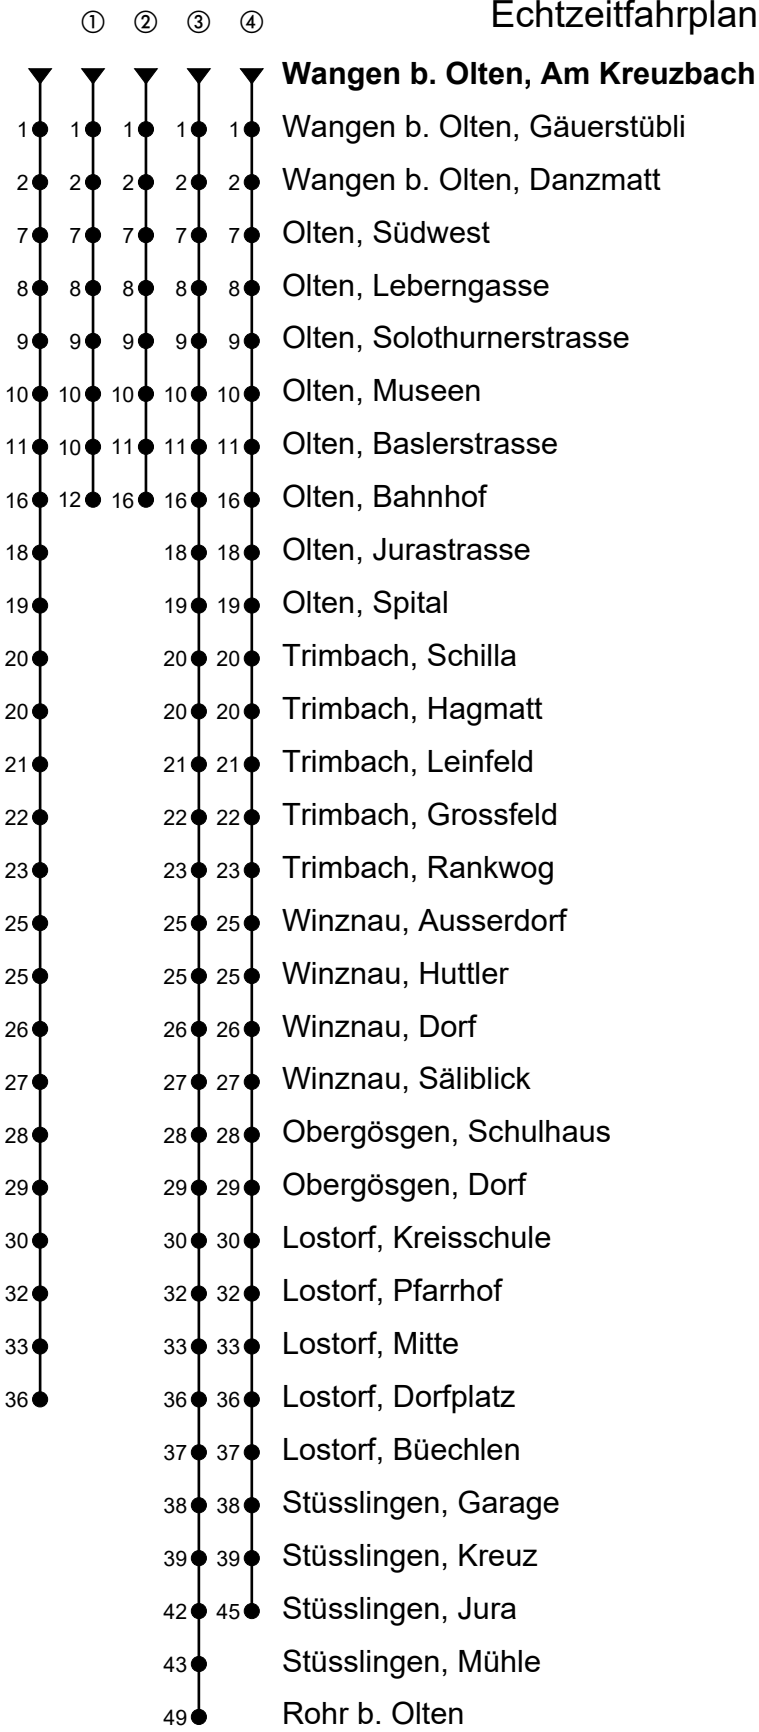 ① ② ③ ④ Echtzeitfahrplan
Wangen b. Olten, Am Kreuzbach
1 1 1 1 1 Wangen b. Olten, Gäuerstübli
2 2 2 2 2 Wangen b. Olten, Danzmatt
7 7 7 7 7 Olten, Südwest
8 8 8 8 8 Olten, Leberngasse
9 9 9 9 9 Olten, Solothurnerstrasse
10 10 10 10 10 Olten, Museen
11 10 11 11 11 Olten, Baslerstrasse
16 12 16 16 16 Olten, Bahnhof
18 18 18 Olten, Jurastrasse
19 19 19 Olten, Spital
20 20 20 Trimbach, Schilla
20 20 20 Trimbach, Hagmatt
21 21 21 Trimbach, Leinfeld
22 22 22 Trimbach, Grossfeld
23 23 23 Trimbach, Rankwog
25 25 25 Winznau, Ausserdorf
25 25 25 Winznau, Huttler
26 26 26 Winznau, Dorf
27 27 27 Winznau, Säliblick
28 28 28 Obergösgen, Schulhaus
29 29 29 Obergösgen, Dorf
30 30 30 Lostorf, Kreisschule
32 32 32 Lostorf, Pfarrhof
33 33 33 Lostorf, Mitte
36 36 36 Lostorf, Dorfplatz
37 37 Lostorf, Büechlen
38 38 Stüsslingen, Garage
39 39 Stüsslingen, Kreuz
42 45 Stüsslingen, Jura
43 Stüsslingen, Mühle
49 Rohr b. Olten